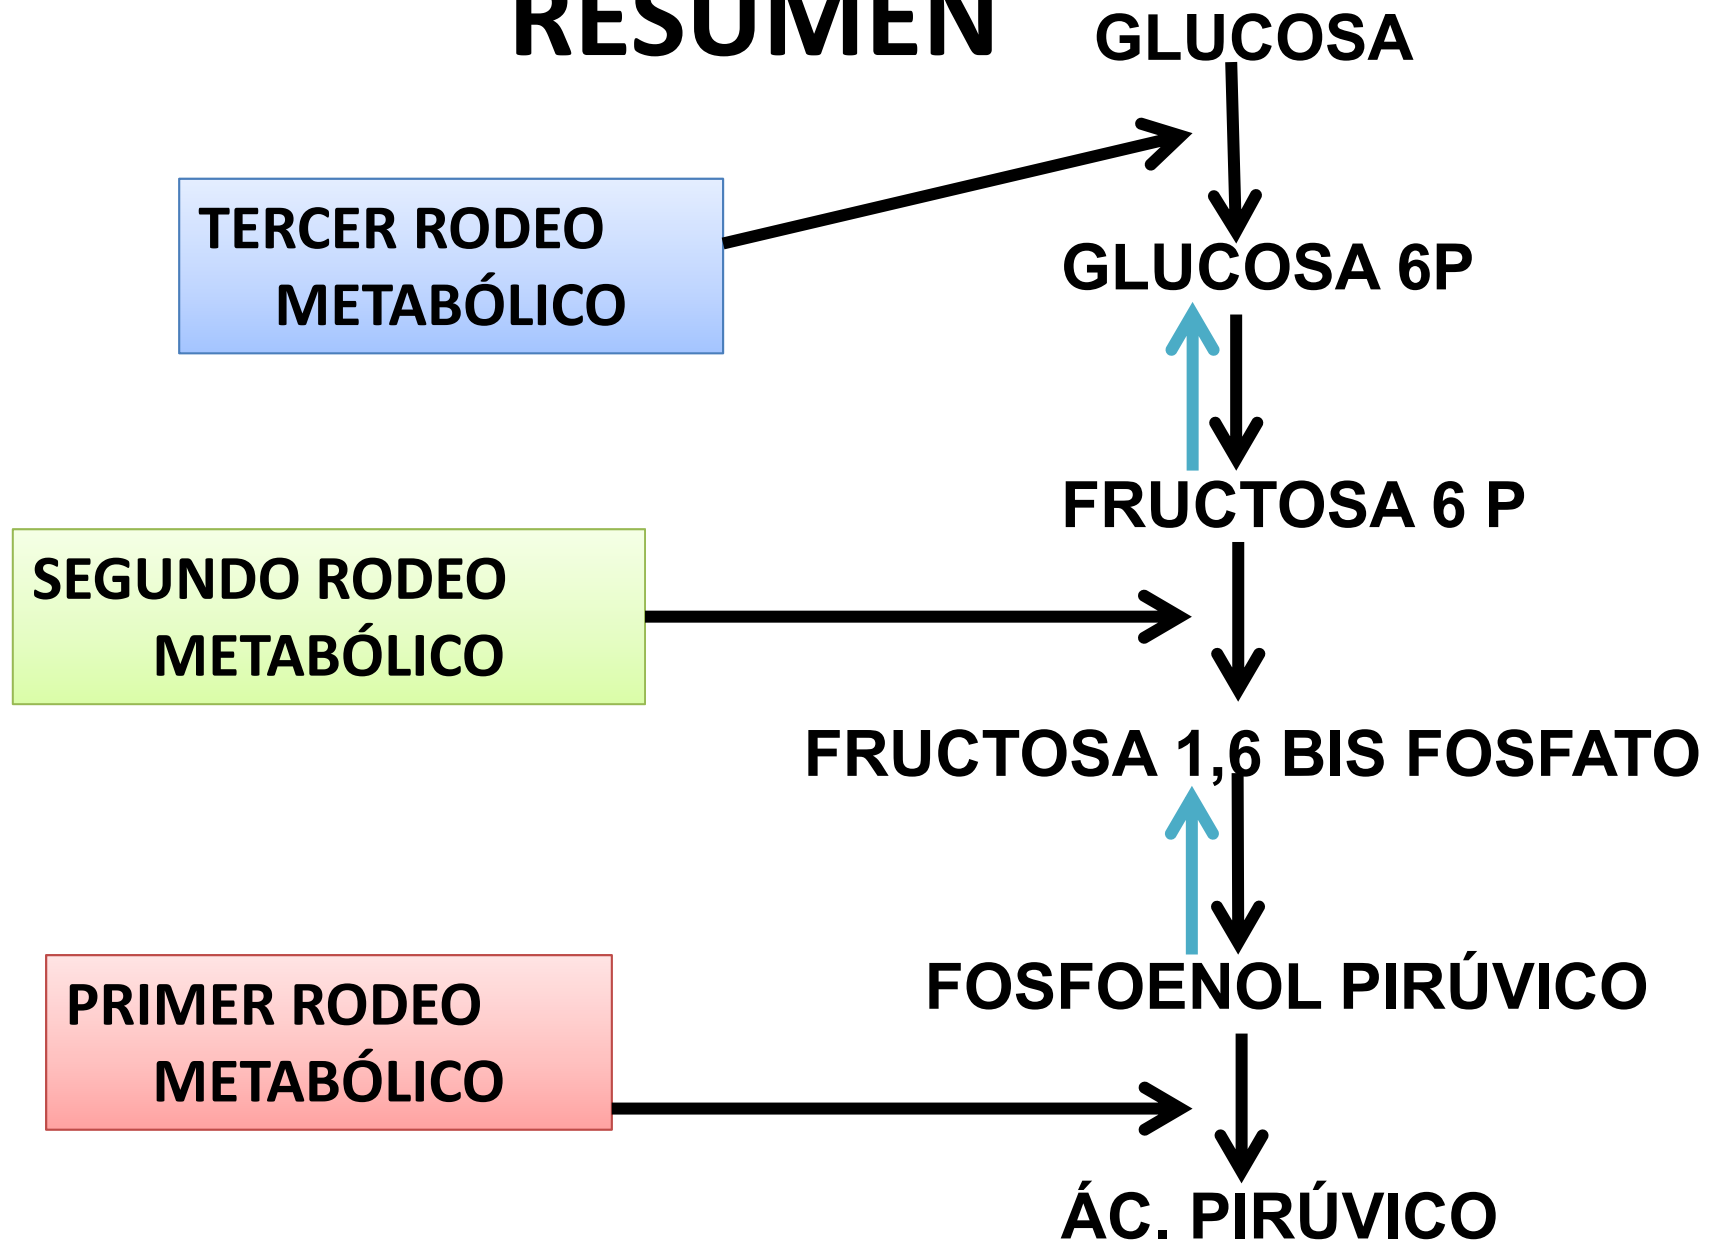 RESUMEN
GLUCOSA
TERCER RODEO
METABÓLICO
GLUCOSA 6P
FRUCTOSA 6 P
SEGUNDO RODEO
METABÓLICO
FRUCTOSA 1,6 BIS FOSFATO
FOSFOENOL PIRÚVICO
PRIMER RODEO
METABÓLICO
ÁC. PIRÚVICO